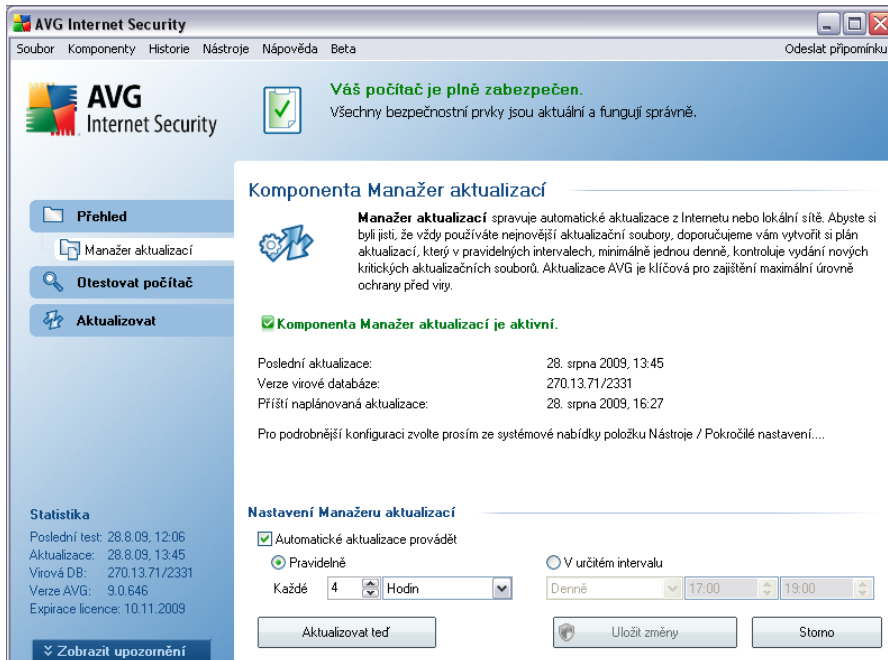 AVG Internet Security
Soubor Komponenty Historie Nástroje Nápověda Beta Odeslat připomínku
AVG
Internet Security
Váš počítač je plně zabezpečen.
Všechny bezpečnostní prvky jsou aktuální a fungují správně.
Přehled
Manažer aktualizací
Otestovat počítač
Aktualizovat
Komponenta Manažer aktualizací
Manažer aktualizací spravuje automatické aktualizace z Internetu nebo lokální sítě. Abyste si
byli jisti, že vždy používáte nejnovější aktualizační soubory, doporučujeme vám vytvořit si plán
aktualizací, který v pravidelných intervalech, minimálně jednou denně, kontroluje vydání nových
kritických aktualizačních souborů. Aktualizace AVG je klíčová pro zajištění maximální úrovně
ochrany před viry.
Komponenta Manažer aktualizací je aktivní.
Poslední aktualizace: 28. srpna 2009, 13:45
Verze virové databáze: 270.13.71/2331
Příští naplánovaná aktualizace: 28. srpna 2009, 16:27
Pro podrobnější konfiguraci zvolte prosím ze systémové nabídky položku Nástroje / Pokročilé nastavení....
Statistika
Poslední test: 28.8.09, 12:06
Aktualizace: 28.8.09, 13:45
Virová DB: 270.13.71/2331
Verze AVG: 9.0.646
Expirace licence: 10.11.2009
Zobrazit upozornění
Nastavení Manažeru aktualizací
Automatické aktualizace provádět
Pravidelně V určitém intervalu
Každé 4 Hodin Denně 17:00 19:00
Aktualizovat teď Uložit změny Storno